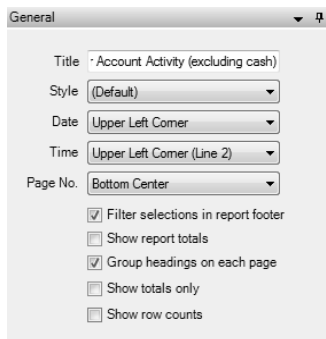 General
Title - Account Activity (excluding cash)
Style (Default)
Date Upper Left Corner
Time Upper Left Corner (Line 2)
Page No. Bottom Center
Filter selections in report footer
Show report totals
Group headings on each page
Show totals only
Show row counts